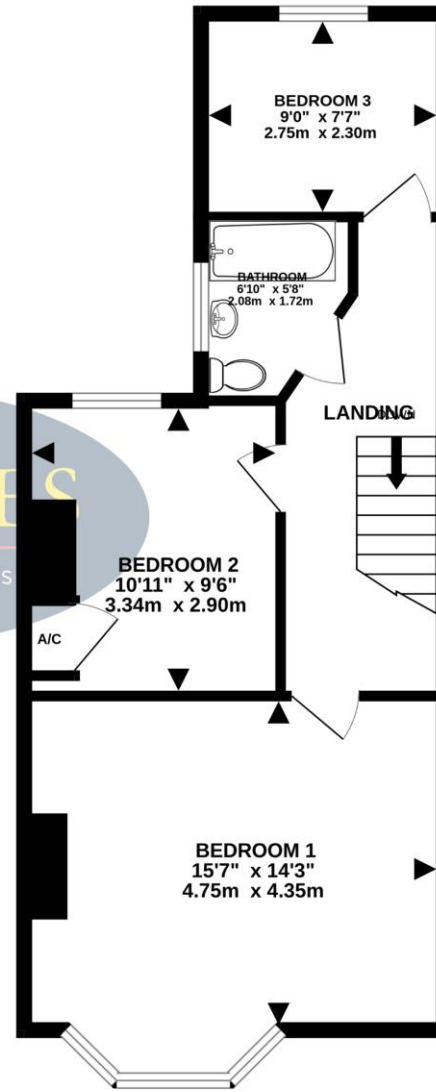 BEDROOM 3
9'0" x 7'7"
2.75m x 2.30m
BATHROOM
6'10" x 5'8"
2.08m x 1.72m
LANDING
DOWN
ES
S
BEDROOM 2
10'11" x 9'6"
3.34m x 2.90m
A/C
BEDROOM 1
15'7" x 14'3"
4.75m x 4.35m